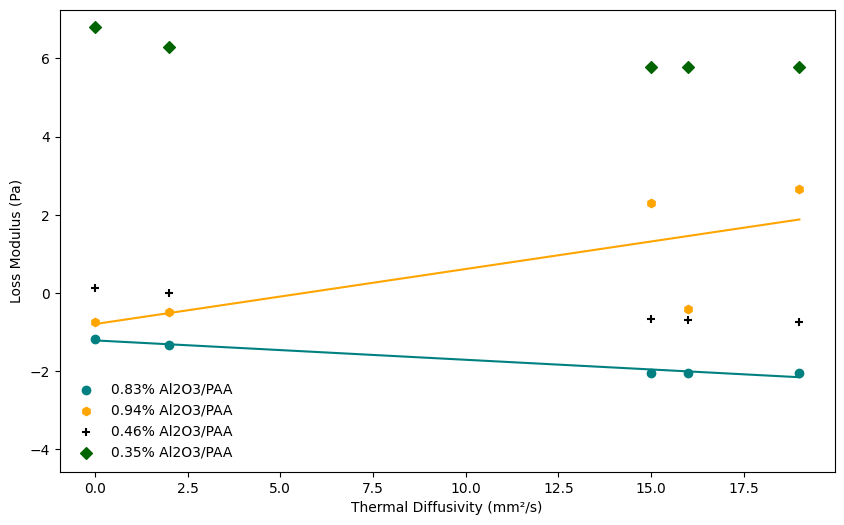 6
4
2
0
−2
−4
Loss Modulus (Pa)
0.83% Al2O3/PAA
0.94% Al2O3/PAA
0.46% Al2O3/PAA
0.35% Al2O3/PAA
0.0 2.5 5.0 7.5 10.0 12.5 15.0 17.5
Thermal Diffusivity (mm²/s)